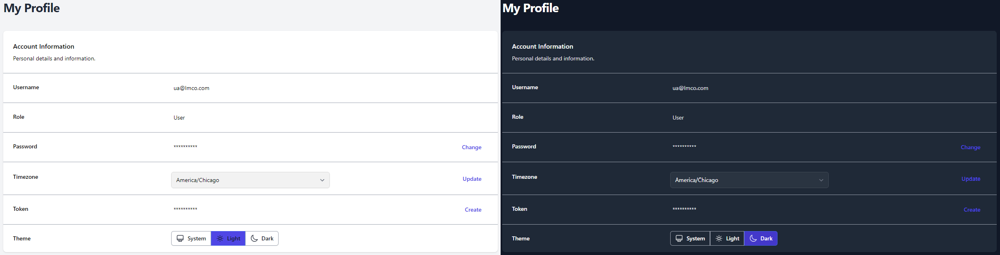 My Profile
Account Information
Personal details and information.
Username
ua@lmco.com
Role
User
Password
**********
Change
Timezone
America/Chicago
Update
Token
**********
Create
Theme
System
Light
Dark
My Profile
Account Information
Personal details and information.
Username
ua@lmco.com
Role
User
Password
**********
Change
Timezone
America/Chicago
Update
Token
**********
Create
Theme
System
Light
Dark